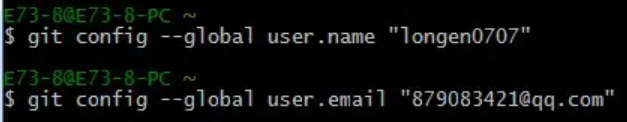 E73-8@E73-8-PC ~
$ git config --global user.name "longen0707"
E73-8@E73-8-PC ~
$ git config --global user.email "879083421@qq.com"